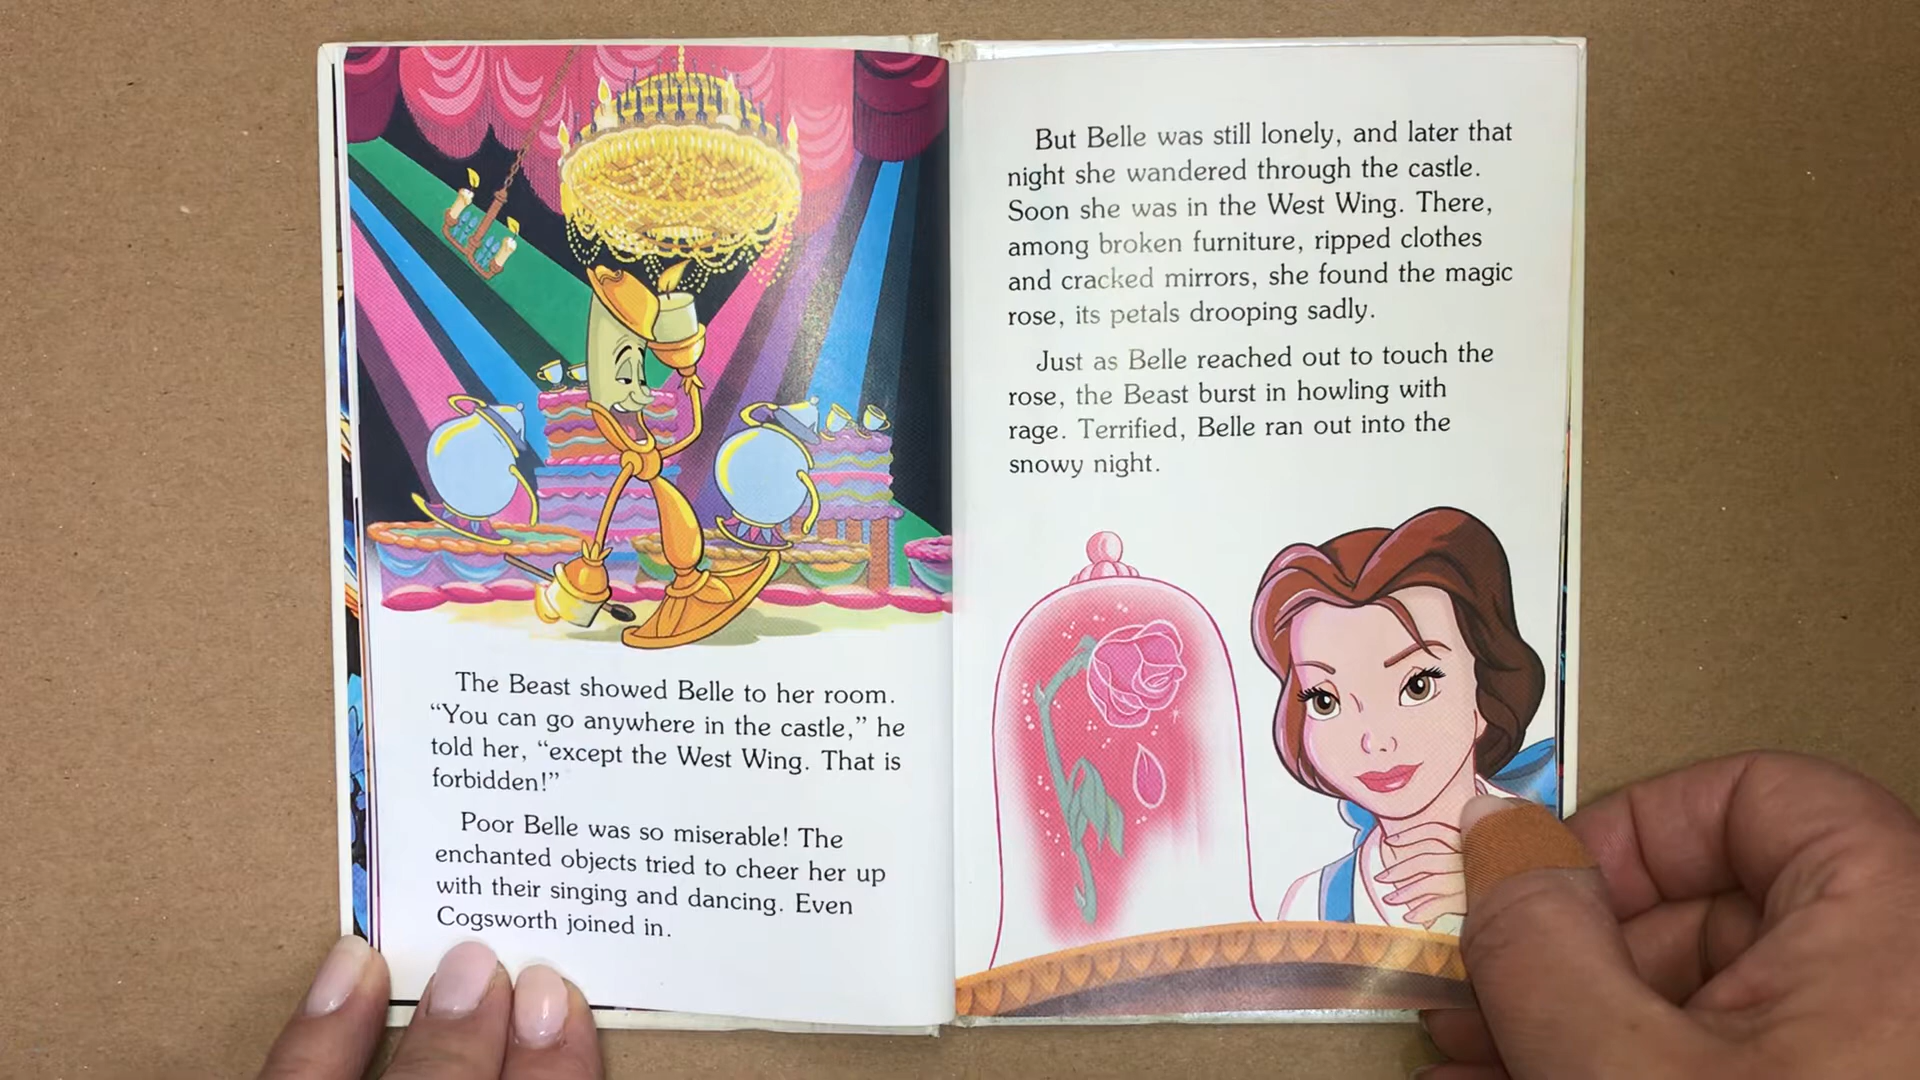 The Beast showed Belle to her room.
“You can go anywhere in the castle,” he
told her, “except the West Wing. That is
forbidden!”
Poor Belle was so miserable! The
enchanted objects tried to cheer her up
with their singing and dancing. Even
Cogsworth joined in.
But Belle was still lonely, and later that
night she wandered through the castle.
Soon she was in the West Wing. There,
among broken furniture, ripped clothes
and cracked mirrors, she found the magic
rose, its petals drooping sadly.
Just as Belle reached out to touch the
rose, the Beast burst in howling with
rage. Terrified, Belle ran out into the
snowy night.